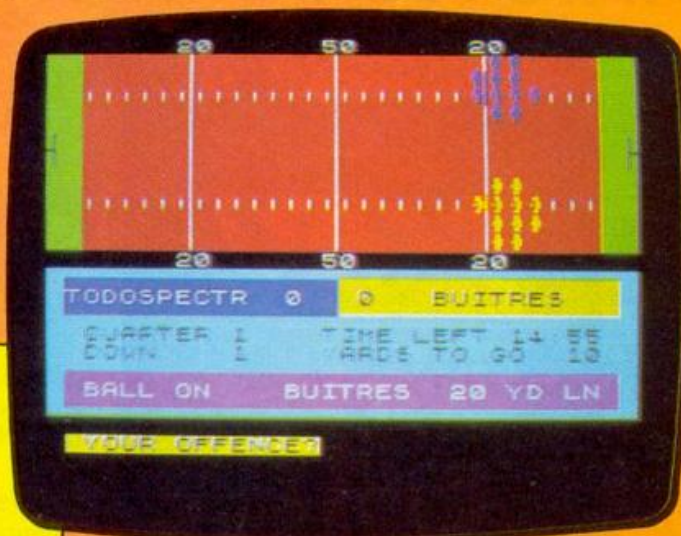 20 50 20
20 50 20
TODOSPECTR 0 0 BUITRES
QUARTER 1 TIME LEFT 14
DOWN 1 YARDS TO GO 10
BALL ON BUITRES 20 YD LN
YOUR OFFENCE?